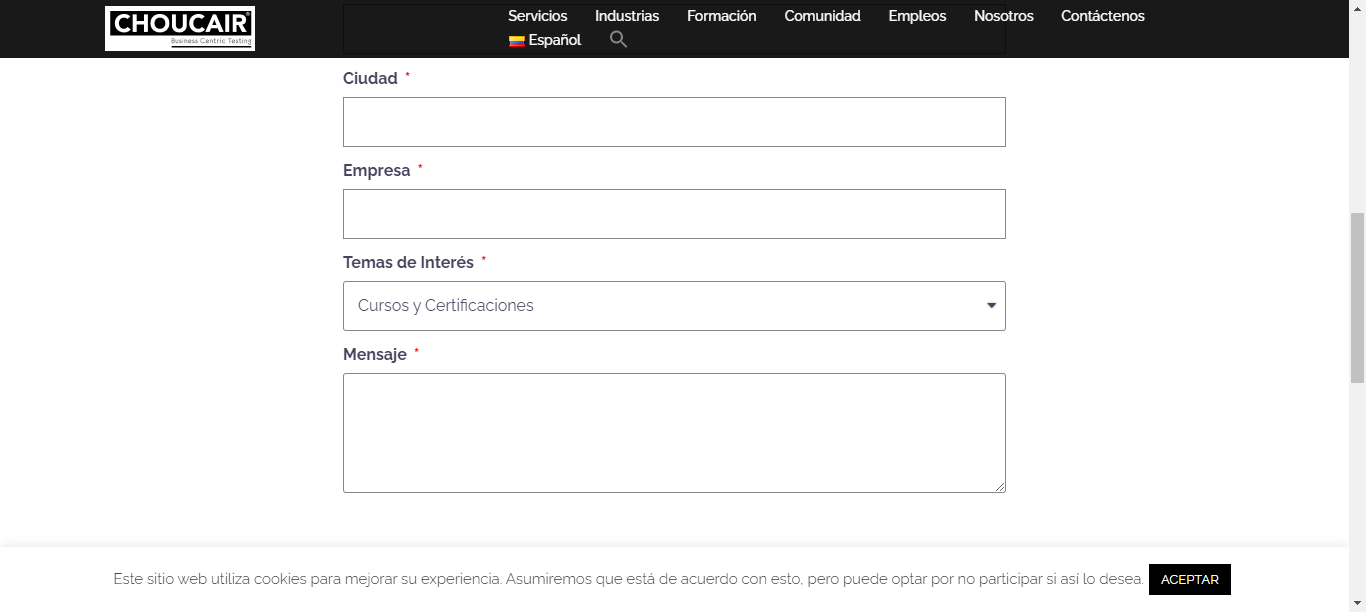 CHOUCAIR®
Business Centric Testing
Servicios Industrias Formación Comunidad Empleos Nosotros Contáctenos
Español
Ciudad *
Empresa *
Temas de Interés *
Cursos y Certificaciones
Mensaje *
Este sitio web utiliza cookies para mejorar su experiencia. Asumiremos que está de acuerdo con esto, pero puede optar por no participar si así lo desea. ACEPTAR